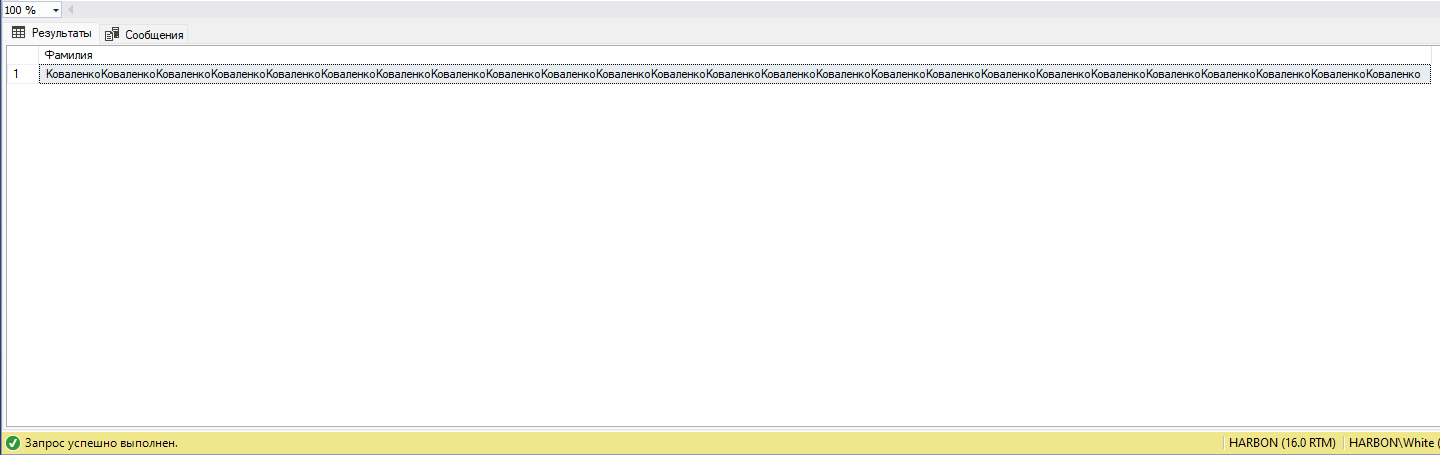 100 %
Результаты Сообщения
Фамилия
1 КоваленкоКоваленкоКоваленкоКоваленкоКоваленкоКоваленкоКоваленкоКоваленкоКоваленкоКоваленкоКоваленкоКоваленкоКоваленкоКоваленкоКоваленкоКоваленкоКоваленкоКоваленкоКоваленкоКоваленкоКоваленкоКоваленкоКоваленкоКоваленкоКоваленко
Запрос успешно выполнен. HARBON (16.0 RTM) HARBON\White (